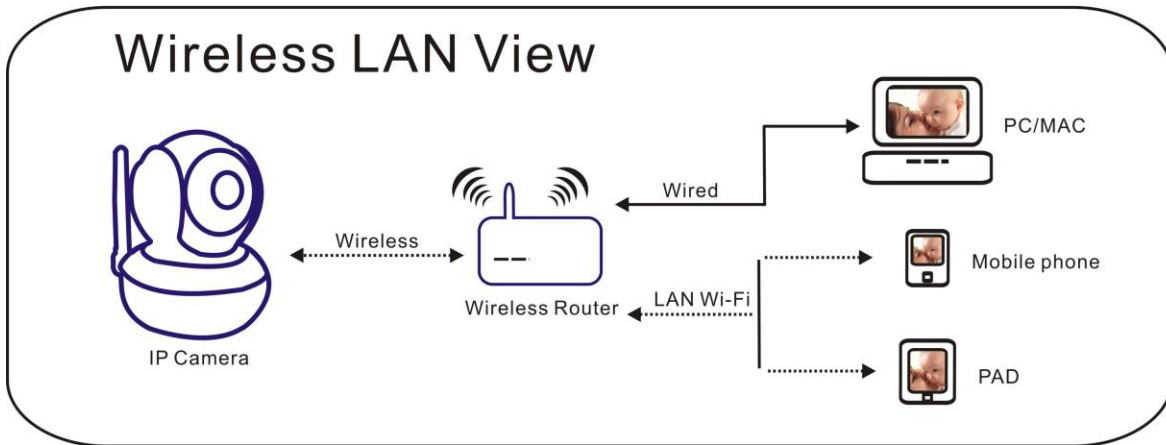 Wireless LAN View
PC/MAC
Wired
Wireless
Mobile phone
LAN Wi-Fi
Wireless Router
IP Camera
PAD